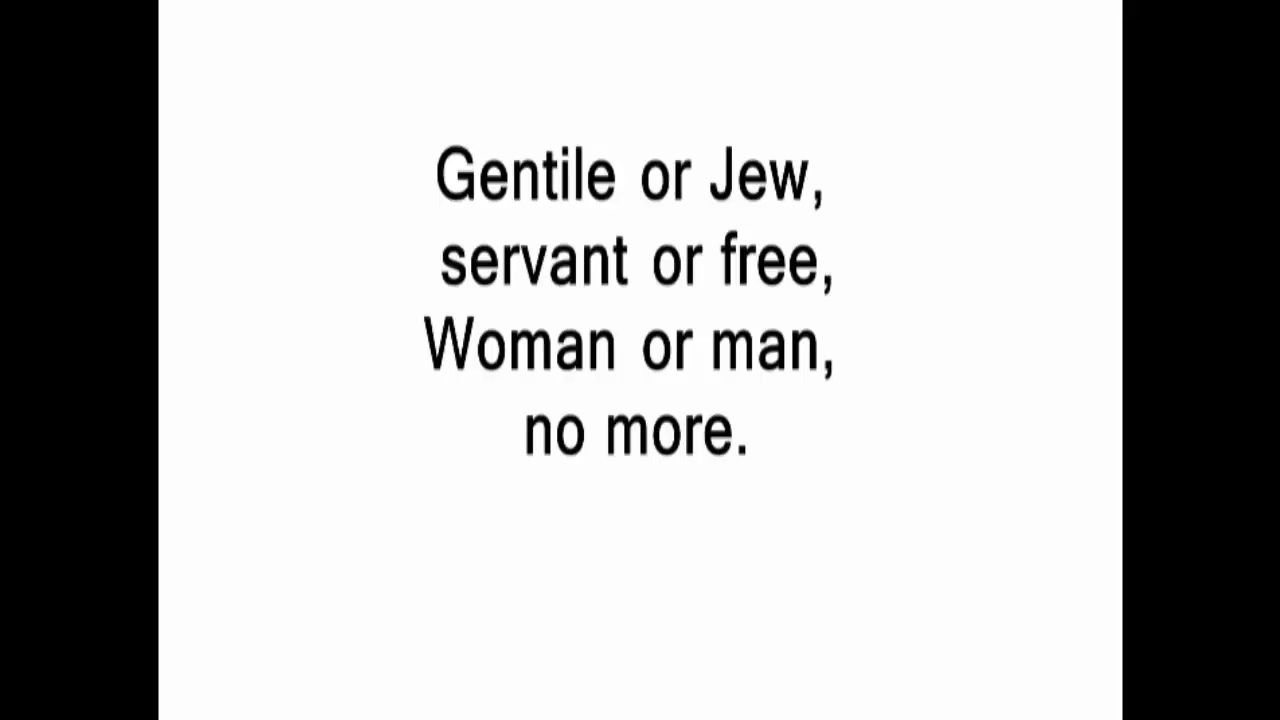 Gentile or Jew,
servant or free,
Woman or man,
no more.